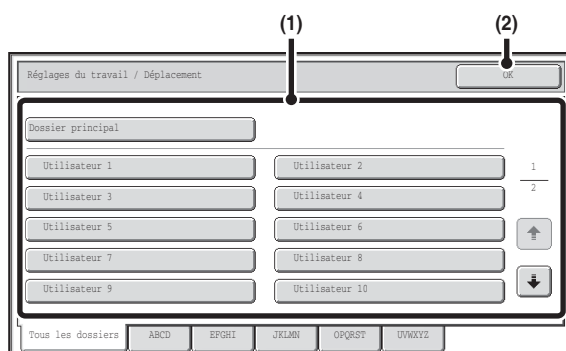 (1) (2)
Réglages du travail / Déplacement OK
Dossier principal
Utilisateur 1 Utilisateur 2 1
Utilisateur 3 Utilisateur 4 2
Utilisateur 5 Utilisateur 6
Utilisateur 7 Utilisateur 8
Utilisateur 9 Utilisateur 10
Tous les dossiers ABCD EFGHI JKLMN OPQRST UVWXYZ